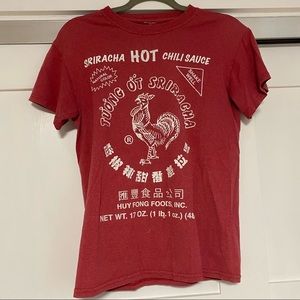 SRIRACHA HOT CHILI SAUCE
TƯƠNG ỚT SRIRACHA
®
匯豐食品公司
HUY FONG FOODS, INC.
NET WT. 17 OZ. (1 lb. 1 oz.) (48